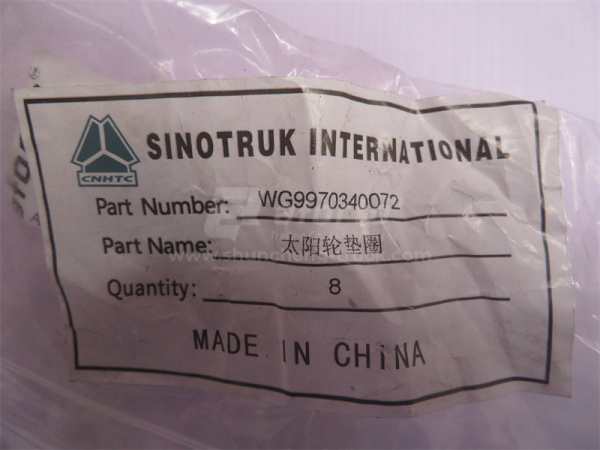 SINOTRUK INTERNATIONAL
CNHTC
Part Number: WG9970340072
Part Name: 太阳轮垫圈
Quantity: 8
MADE IN CHiNA